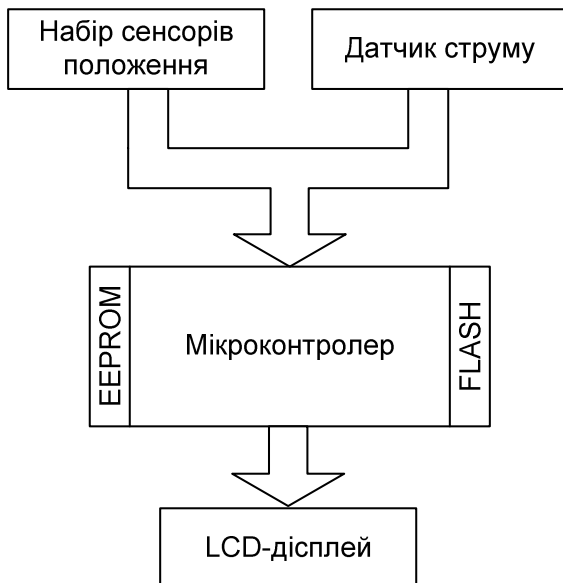 Набір сенсорів
положення
Датчик струму
EEPROM
Мікроконтролер
FLASH
LCD-дісплей